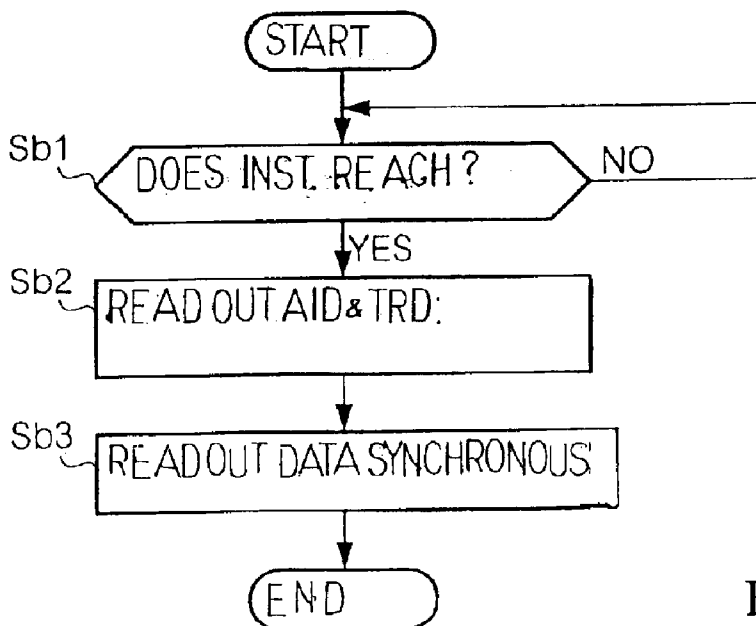 START
Sb1
DOES INST. REACH?
NO
YES
Sb2
READ OUT AID & TRD:
Sb3
READ OUT DATA SYNCHRONOUS
END